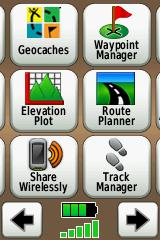 Geocaches
Waypoint
Manager
Elevation
Plot
Route
Planner
Share
Wirelessly
Track
Manager